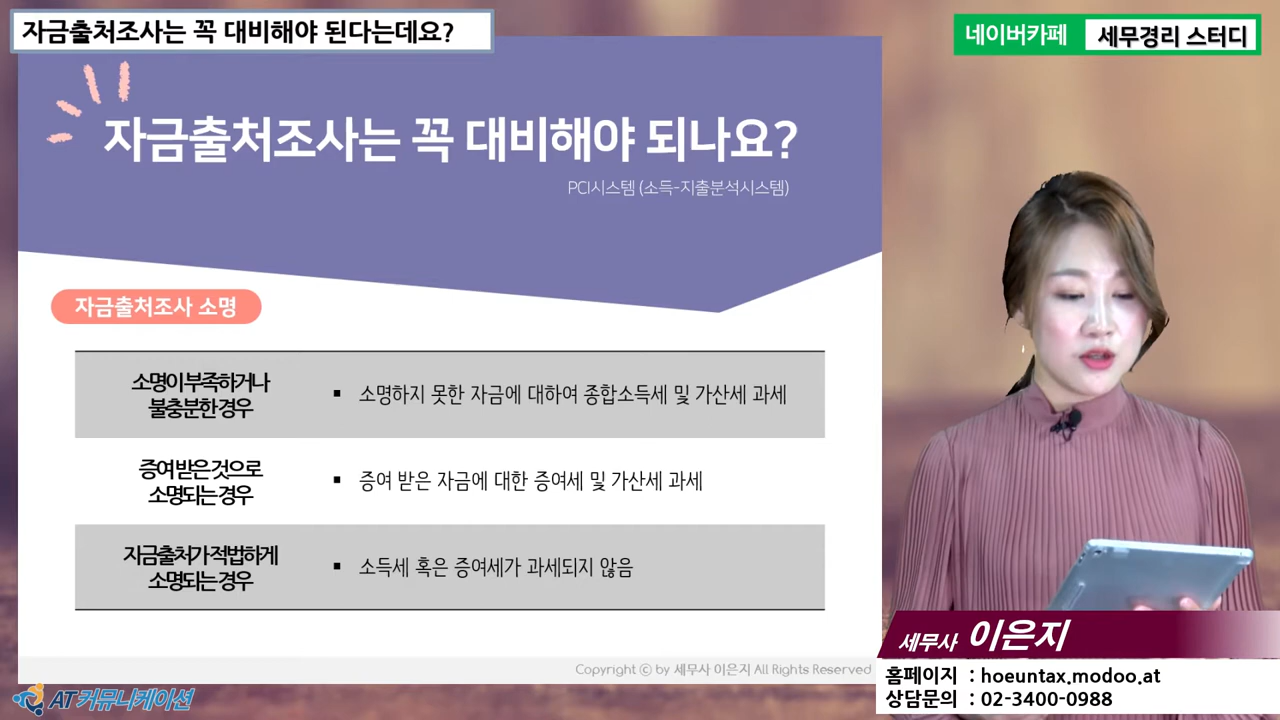 자금출처조사는 꼭 대비해야 된다는데요?
네이버카페 세무경리 스터디
자금출처조사는 꼭 대비해야 되나요?
PCI시스템 (소득-지출분석시스템)
자금출처조사 소명
소명이 부족하거나
불충분한 경우
▪ 소명하지 못한 자금에 대하여 종합소득세 및 가산세 과세
증여 받은 것으로
소명되는 경우
▪ 증여 받은 자금에 대한 증여세 및 가산세 과세
자금출처가 적법하게
소명되는 경우
▪ 소득세 혹은 증여세가 과세되지 않음
Copyright ⓒ by 세무사 이은지 All Rights Reserved
세무사 이은지
홈페이지 : hoeuntax.modoo.at
상담문의 : 02-3400-0988
AT커뮤니케이션